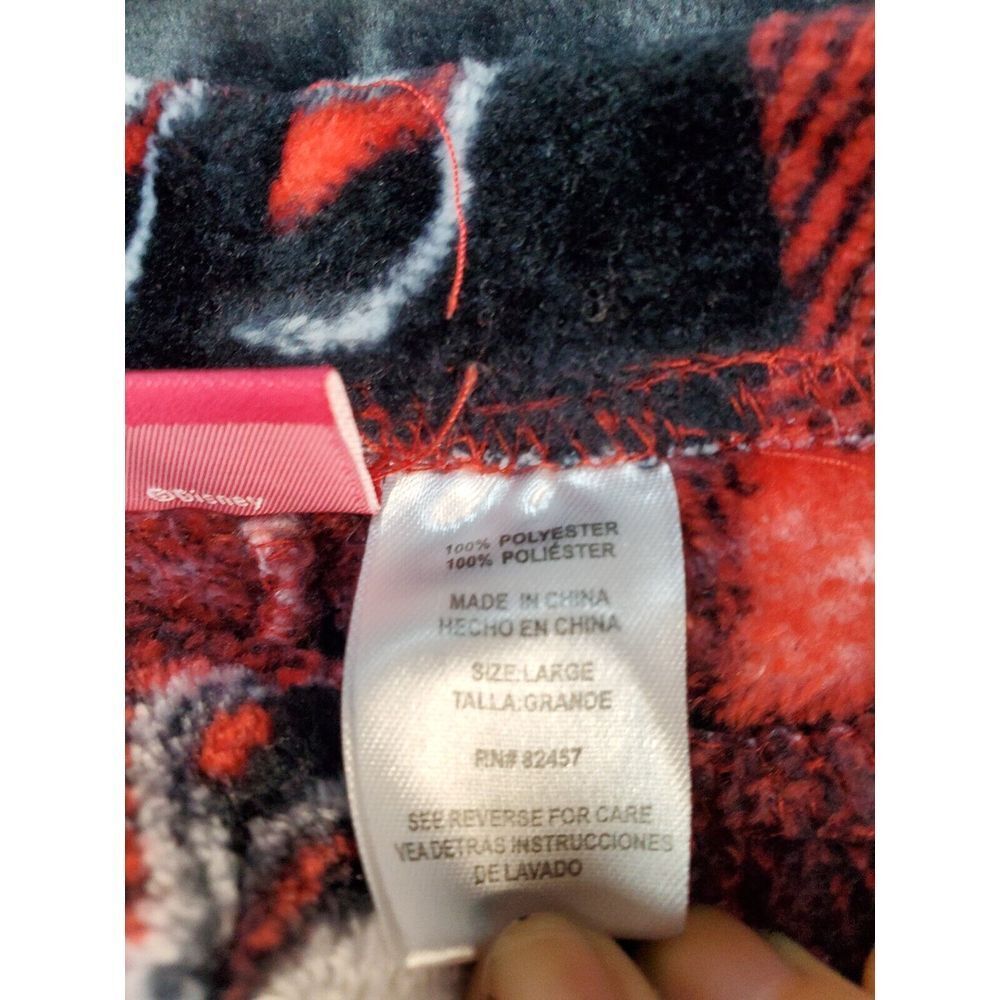 ©Disney
100% POLYESTER
100% POLIÉSTER
MADE IN CHINA
HECHO EN CHINA
SIZE:LARGE
TALLA:GRANDE
RN# 82457
SEE REVERSE FOR CARE
VEA DETRÁS INSTRUCCIONES
DE LAVADO